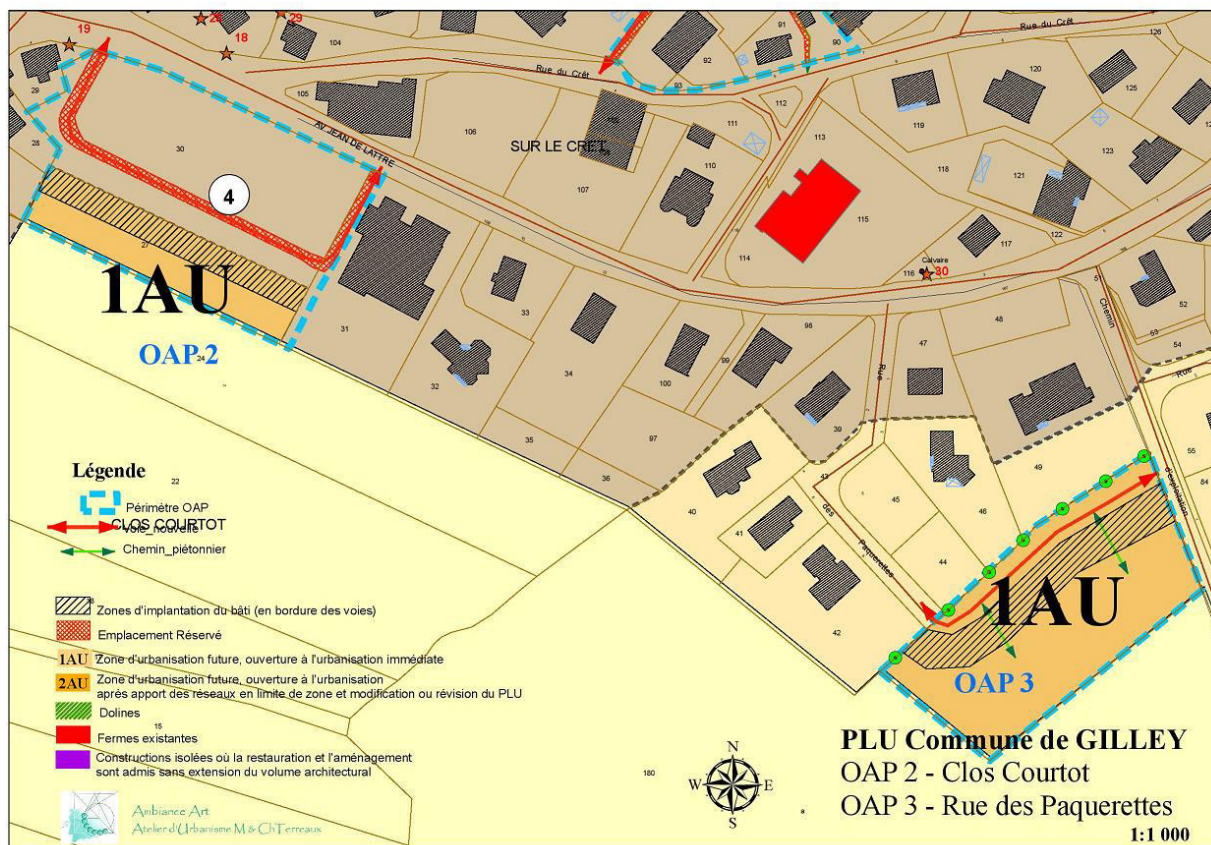 19
29
18
104
Rue du Crêt
91
90
126
92
93
Rue du Crêt
120
125
29
105
112
111
119
113
28
30
AV JEAN DE LATTRE
106
SUR LE CRET
110
118
121
123
4
107
115
122
117
27
114
Calvaire
116
30
1AU
OAP 2
24
33
31
32
34
100
99
98
47
48
Chemin
51
52
53
54
Rue
Rue
35
97
36
39
Légende
22
Périmètre OAP
CLOS COURTOT
Voie_nouvelle
Chemin_piétonnier
40
41
43
des
Paquerettes
45
46
49
44
42
d'exploitation
55
84
1AU
OAP 3
Zones d'implantation du bâti (en bordure des voies)
Emplacement Réservé
1AU Zone d'urbanisation future, ouverture à l'urbanisation immédiate
2AU Zone d'urbanisation future, ouverture à l'urbanisation
après apport des réseaux en limite de zone et modification ou révision du PLU
Dolines
15
Fermes existantes
Constructions isolées où la restauration et l'aménagement
sont admis sans extension du volume architectural
180
N
W E
S
Ambiance Art
Atelier d'Urbanisme M & Ch Terreaux
PLU Commune de GILLEY
OAP 2 - Clos Courtot
OAP 3 - Rue des Paquerettes
1:1 000